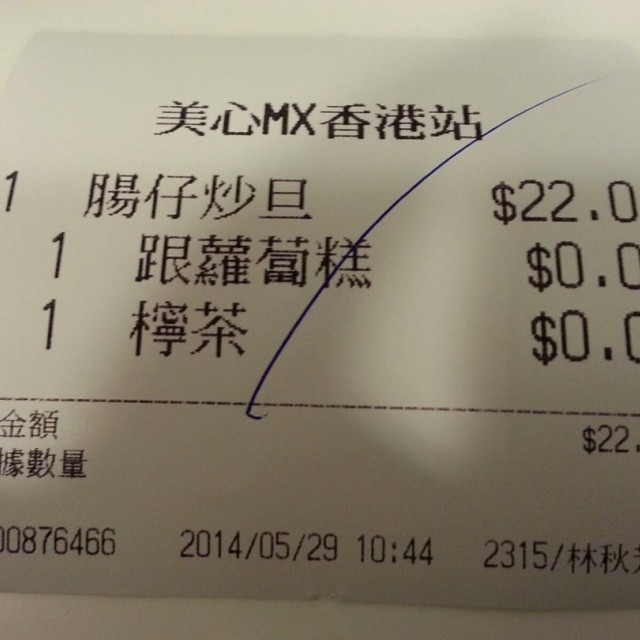 美心MX香港站
1 腸仔炒旦 $22.0
1 跟蘿蔔糕 $0.0
1 檸茶 $0.0
金額 $22.
據數量
00876466 2014/05/29 10:44 2315/林秋